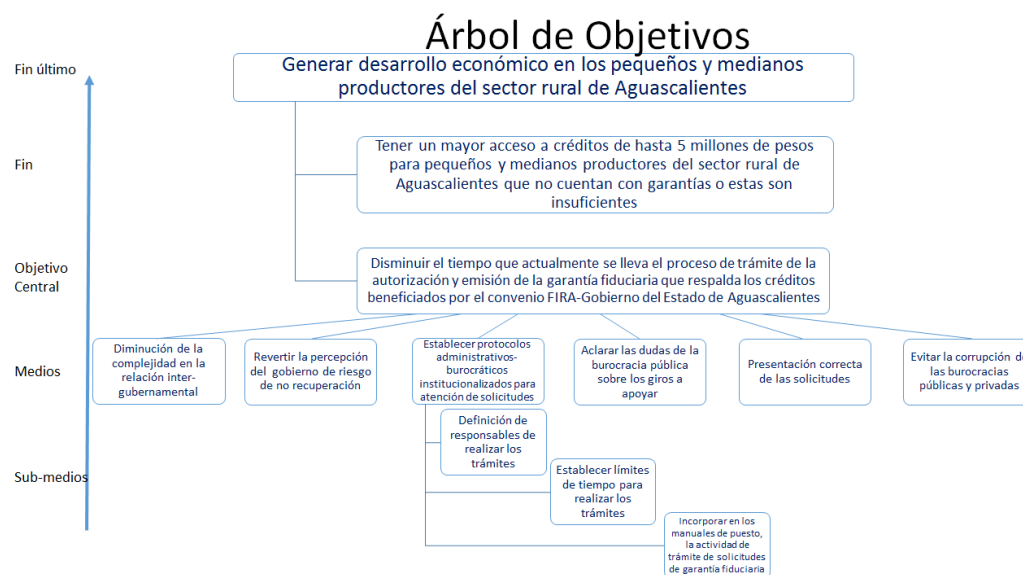 Árbol de Objetivos
Fin último
Generar desarrollo económico en los pequeños y medianos
productores del sector rural de Aguascalientes
Fin
Tener un mayor acceso a créditos de hasta 5 millones de pesos
para pequeños y medianos productores del sector rural de
Aguascalientes que no cuentan con garantías o estas son
insuficientes
Objetivo
Central
Disminuir el tiempo que actualmente se lleva el proceso de trámite de la
autorización y emisión de la garantía fiduciaria que respalda los créditos
beneficiados por el convenio FIRA-Gobierno del Estado de Aguascalientes
Medios
Diminución de la
complejidad en la
relación inter-
gubernamental
Revertir la percepción
del gobierno de riesgo
de no recuperación
Establecer protocolos
administrativos-
burocráticos
institucionalizados para
atención de solicitudes
Aclarar las dudas de la
burocracia pública
sobre los giros a
apoyar
Presentación correcta
de las solicitudes
Evitar la corrupción de
las burocracias
públicas y privadas
Sub-medios
Definición de
responsables de
realizar los
trámites
Establecer límites
de tiempo para
realizar los
trámites
Incorporar en los
manuales de puesto,
la actividad de
trámite de solicitudes
de garantía fiduciaria